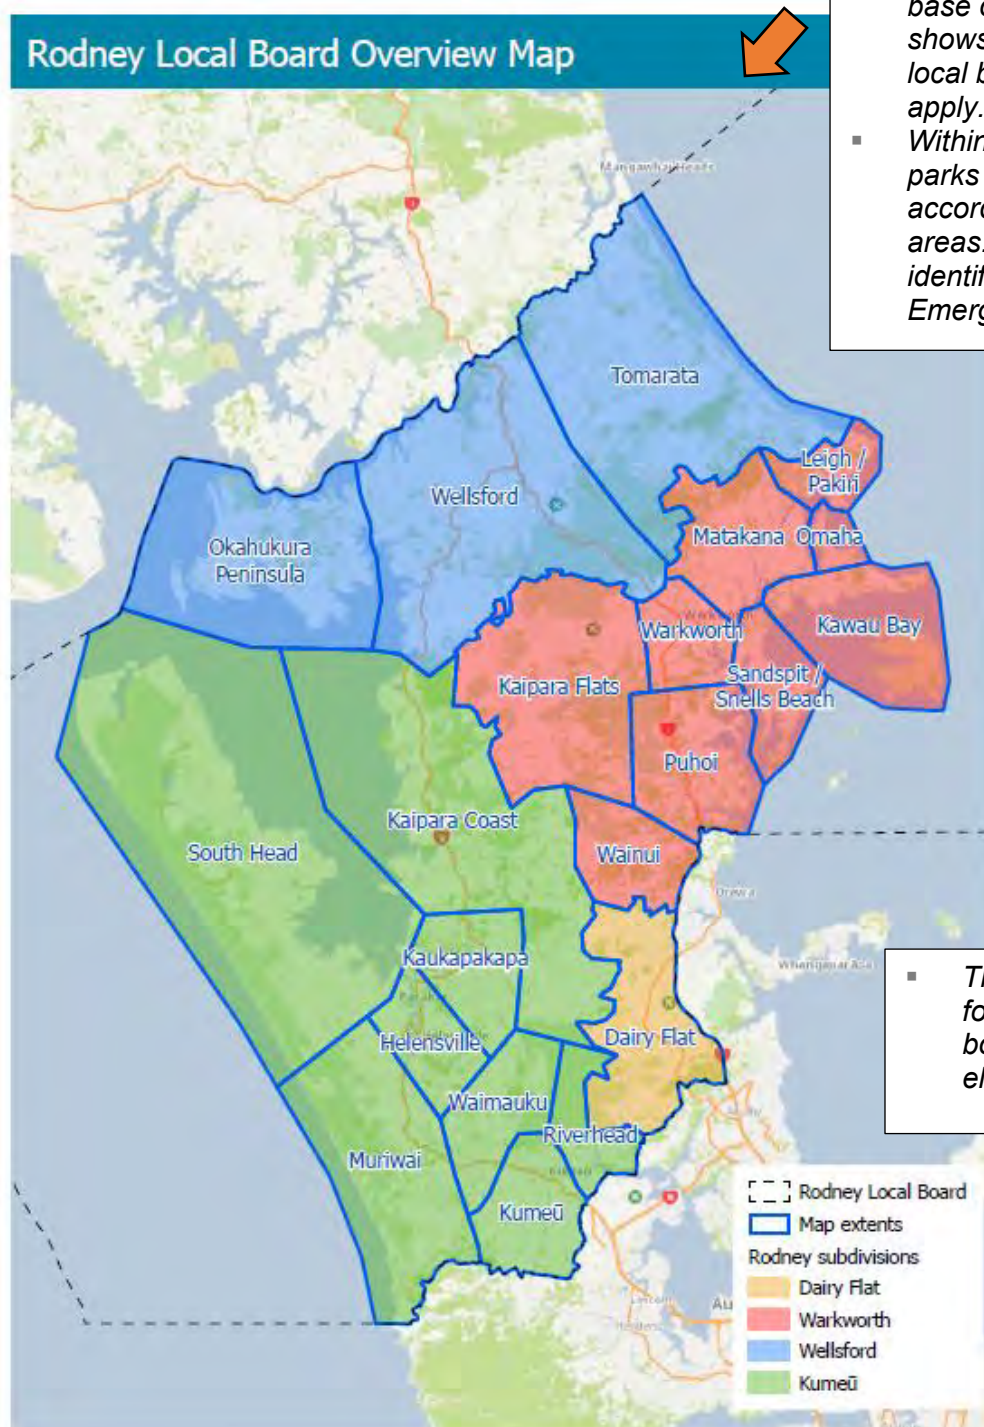 base
shows
local
apply.
▪ Within
parks
areas.
Rodney Local Board Overview Map
Mangawhai Heads
1
Tomarata
Leigh /
Pakiri
Wellsford
Matakana
Omaha
Okahukura
Peninsula
Warkworth
Kawau Bay
Kaipara Flats
Sandspit /
Snells Beach
Puhoi
Kaipara Coast
South Head
Wainui
Orewa
Kaukapakapa
Helensville
Dairy Flat
Waimauku
Riverhead
Muriwai
Kumeū
Rodney Local Board
Map extents
Rodney subdivisions
Dairy Flat
Warkworth
Wellsford
Kumeū